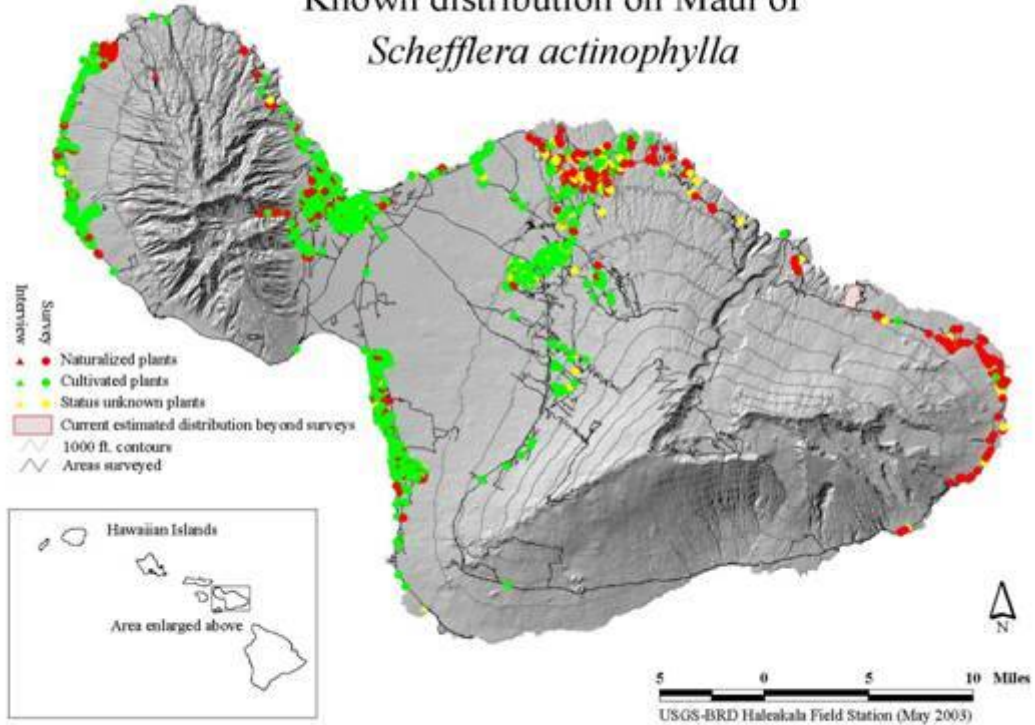 Known distribution on Maui of
Schefflera actinophylla
Interview
Survey
Naturalized plants
Cultivated plants
Status unknown plants
Current estimated distribution beyond surveys
1000 ft. contours
Areas surveyed
Hawaiian Islands
Area enlarged above
N
5 0 5 10 Miles
USGS-BRD Haleakala Field Station (May 2003)